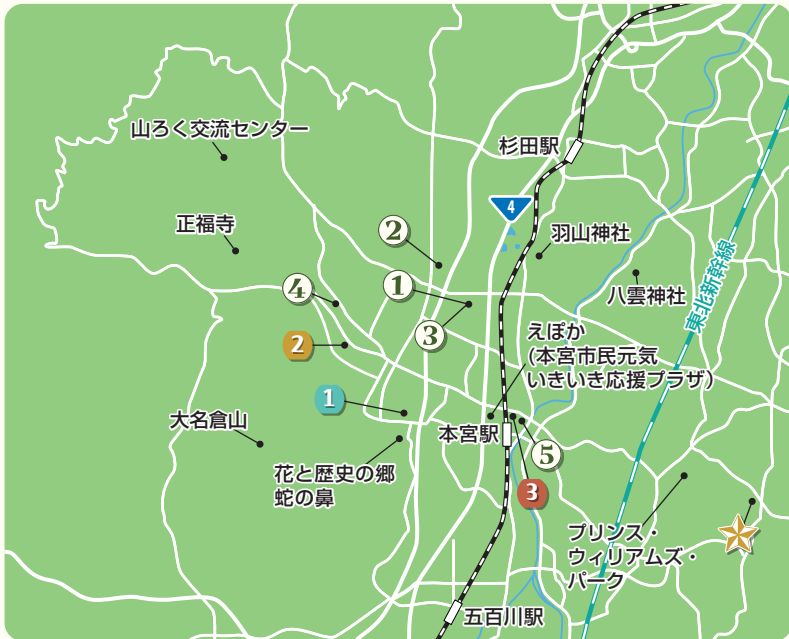 山ろく交流センター
杉田駅
4
正福寺
②
羽山神社
東北新幹線
④
①
八雲神社
③
えぽか
(本宮市民元気
いきいき応援プラザ)
2
1
大名倉山
本宮駅
⑤
花と歴史の郷
蛇の鼻
3
プリンス・
ウィリアムズ・
パーク
五百川駅